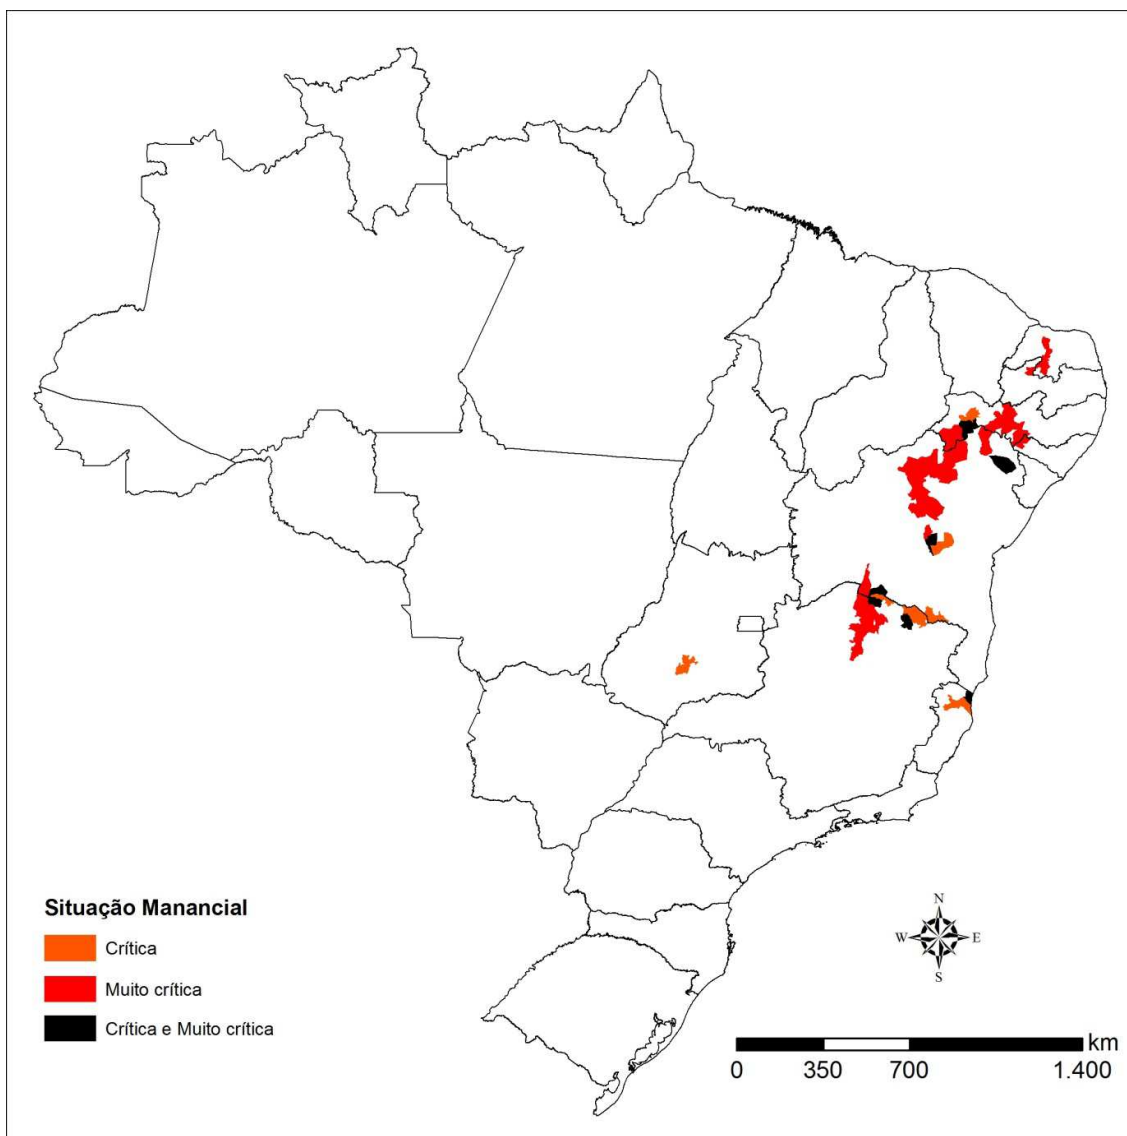 Situação Manancial
Crítica
Muito crítica
Crítica e Muito crítica
N
W E
S
km
0 350 700 1.400